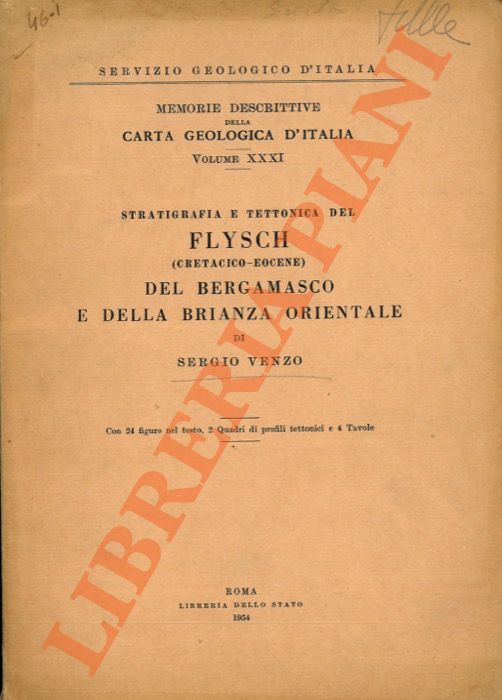 46-1
SERVIZIO GEOLOGICO D'ITALIA
MEMORIE DESCRITTIVE
DELLA
CARTA GEOLOGICA D'ITALIA
VOLUME XXXI
STRATIGRAFIA E TETTONICA DEL
FLYSCH
(CRETACICO-EOCENE)
DEL BERGAMASCO
E DELLA BRIANZA ORIENTALE
DI
SERGIO VENZO
Con 24 figure nel testo, 2 Quadri di profili tettonici e 4 Tavole
ROMA
LIBRERIA DELLO STATO
1954
LIBRERIA PIANI